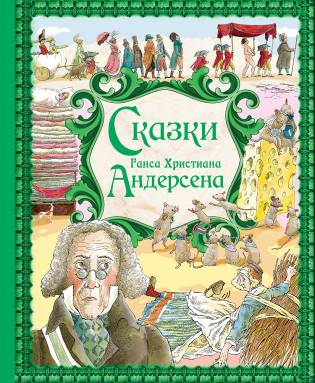 Сказки
Ганса Христиана
Андерсена